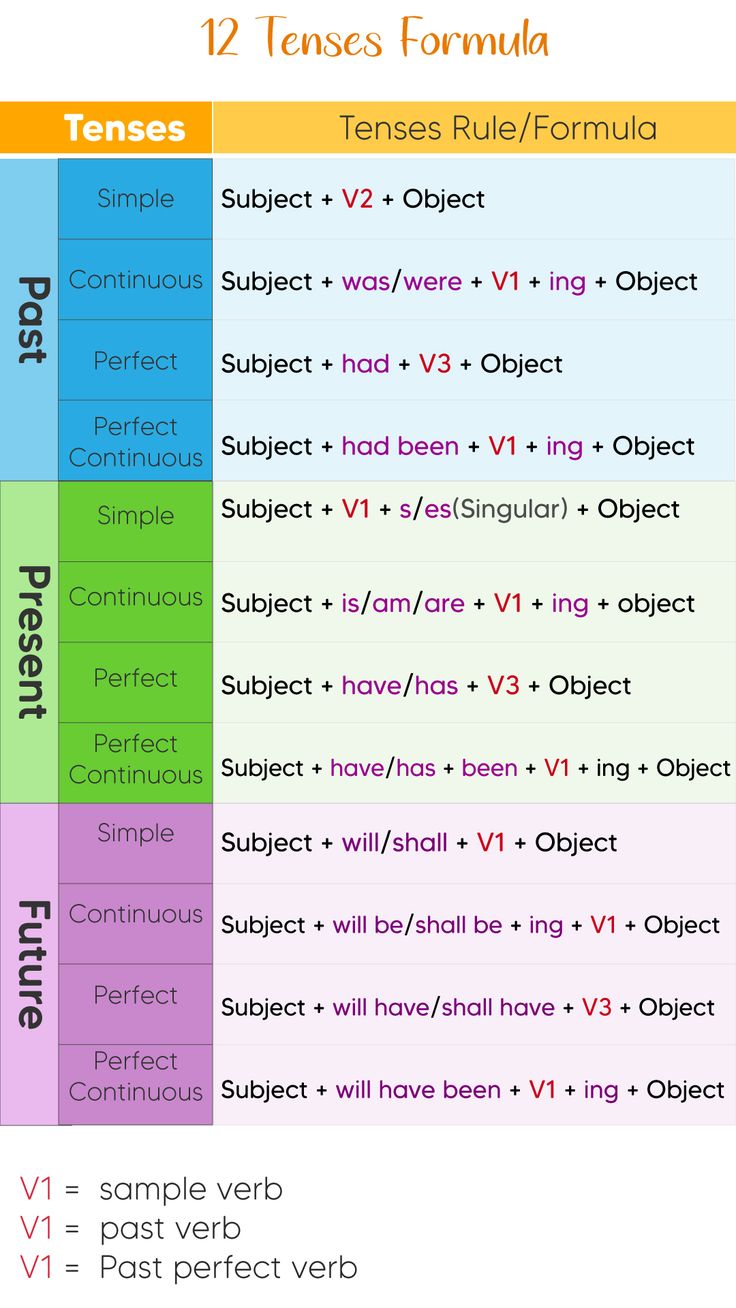 12 Tenses Formula
Tenses
Tenses Rule/Formula
Past
Simple
Subject + V2 + Object
Continuous
Subject + was/were + V1 + ing + Object
Perfect
Subject + had + V3 + Object
Perfect
Continuous
Subject + had been + V1 + ing + Object
Present
Simple
Subject + V1 + s/es(Singular) + Object
Continuous
Subject + is/am/are + V1 + ing + object
Perfect
Subject + have/has + V3 + Object
Perfect
Continuous
Subject + have/has + been + V1 + ing + Object
Future
Simple
Subject + will/shall + V1 + Object
Continuous
Subject + will be/shall be + ing + V1 + Object
Perfect
Subject + will have/shall have + V3 + Object
Perfect
Continuous
Subject + will have been + V1 + ing + Object
V1 = sample verb
V1 = past verb
V1 = Past perfect verb